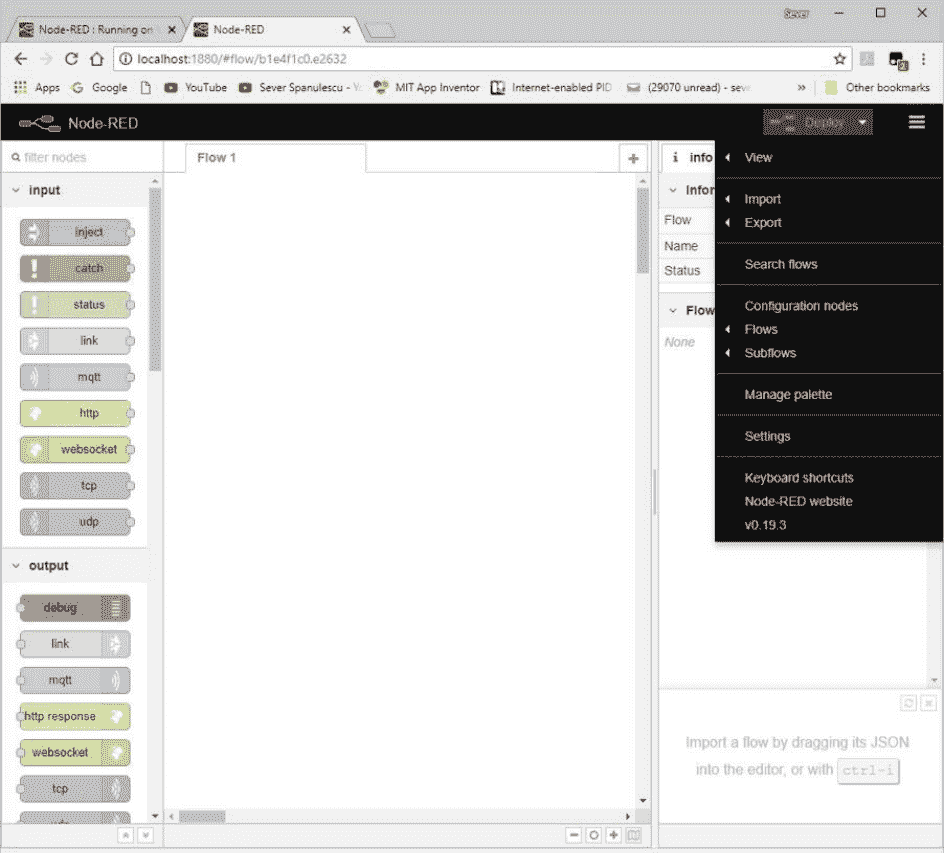 Sever
Node-RED : Running on
Node-RED
localhost:1880/#flow/b1e4f1c0.e2632
Apps
Google
YouTube
Sever Spanulescu - Y
MIT App Inventor
Internet-enabled PID
(29070 unread) - seve
»
Other bookmarks
Node-RED
Deploy
filter nodes
Flow 1
i info
View
input
Infor
Import
Flow
Export
inject
Name
catch
Status
Search flows
status
Configuration nodes
Flow
Flows
link
None
Subflows
mqtt
Manage palette
http
Settings
websocket
Keyboard shortcuts
tcp
Node-RED website
udp
v0.19.3
output
debug
link
mqtt
http response
websocket
tcp
Import a flow by dragging its JSON
into the editor, or with ctrl-i